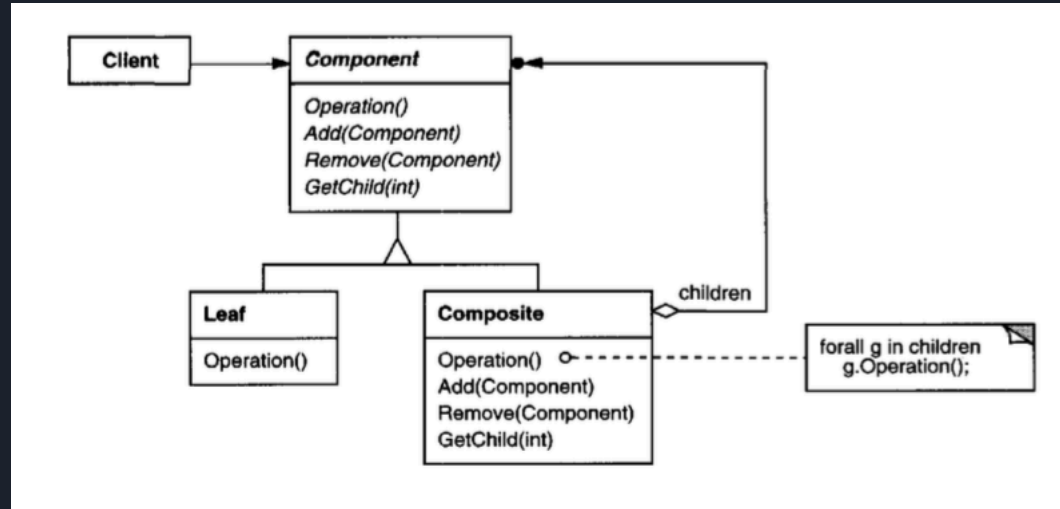 Client
Component
Operation()
Add(Component)
Remove(Component)
GetChild(int)
Leaf
Operation()
Composite
Operation()
Add(Component)
Remove(Component)
GetChild(int)
children
forall g in children
g.Operation();